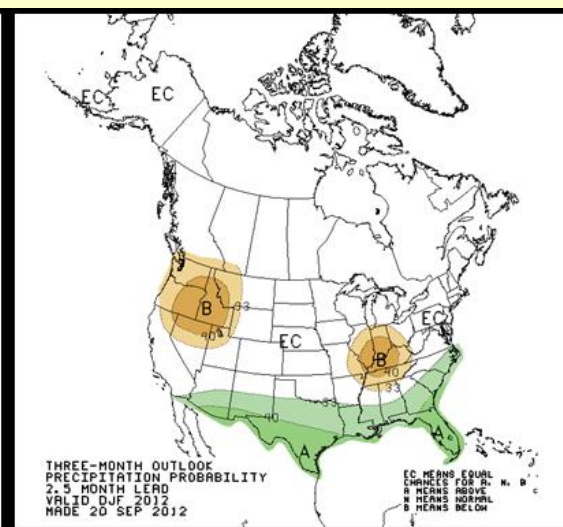 EC
EC
B
33
40
EC
EC
B
40
33
33
40
A
A
THREE-MONTH OUTLOOK
PRECIPITATION PROBABILITY
2.5 MONTH LEAD
VALID DJF 2012
MADE 20 SEP 2012
EC MEANS EQUAL
CHANCES FOR A, N, B
A MEANS ABOVE
N MEANS NORMAL
B MEANS BELOW